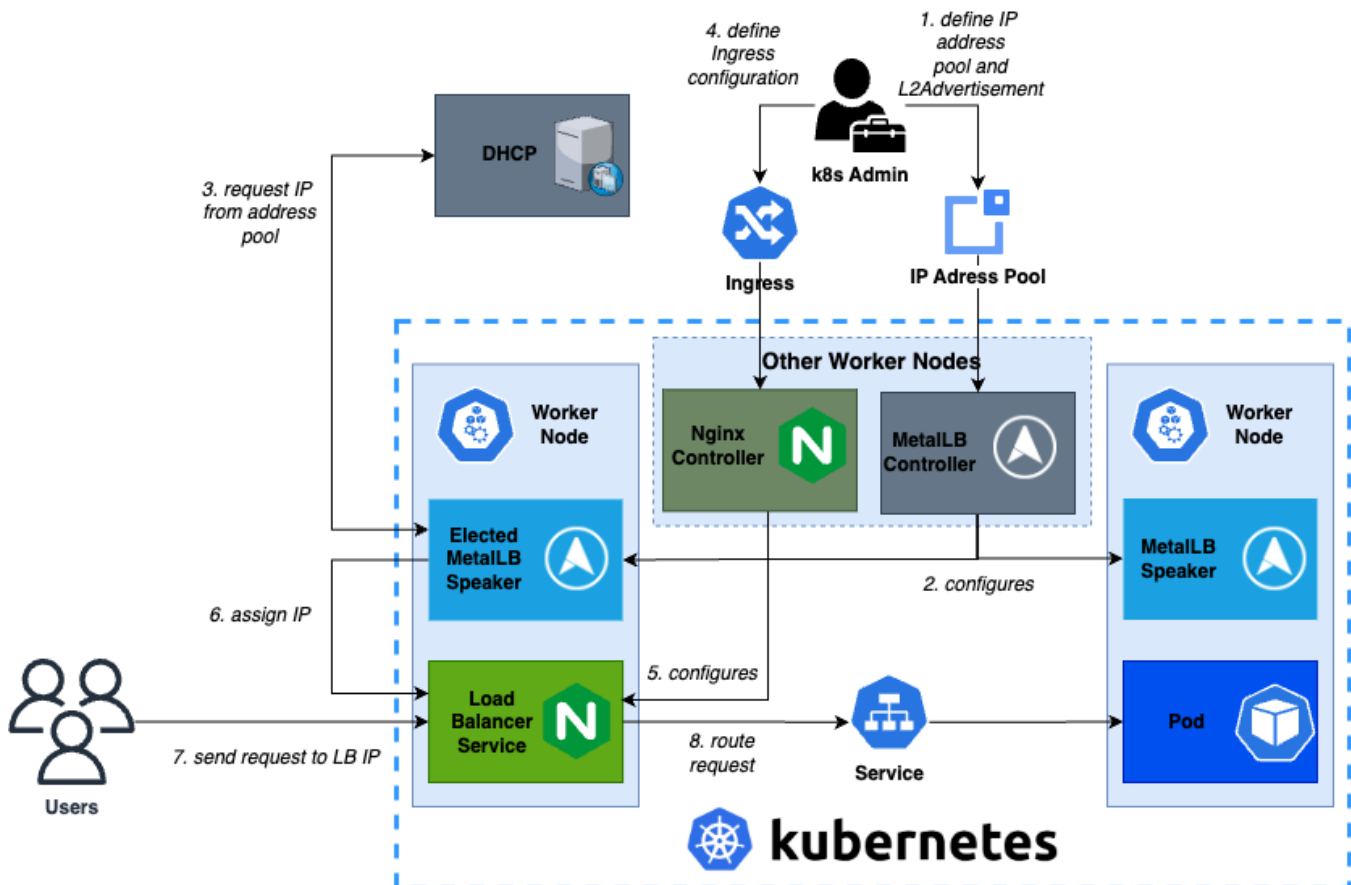 4. define
Ingress
configuration
1. define IP
address
pool and
L2Advertisement
DHCP
k8s Admin
3. request IP
from address
pool
Ingress
IP Adress Pool
Other Worker Nodes
Worker
Node
Nginx
Controller
MetalLB
Controller
Worker
Node
Elected
MetalLB
Speaker
MetalLB
Speaker
2. configures
6. assign IP
5. configures
Load
Balancer
Service
8. route
request
Service
Pod
7. send request to LB IP
Users
kubernetes